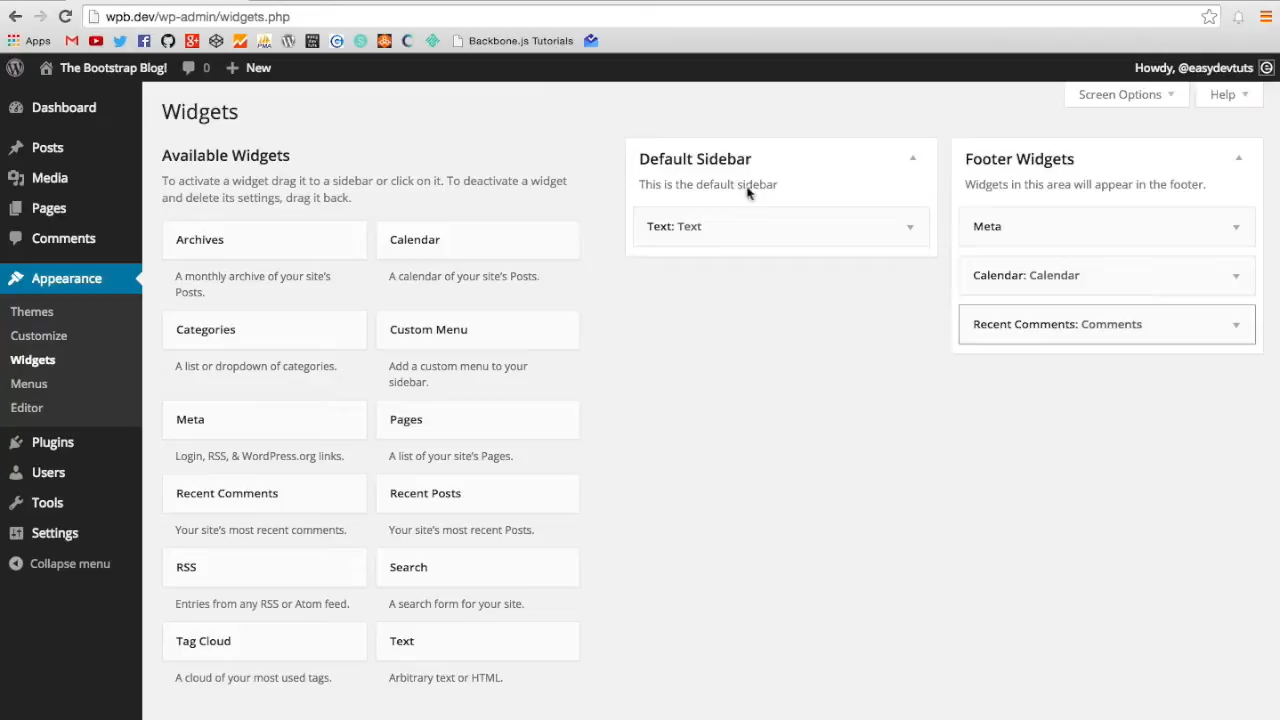 wpb.dev/wp-admin/widgets.php
Apps
Backbone.js Tutorials
The Bootstrap Blog!
0
New
Howdy, @easydevtuts
Screen Options
Help
Dashboard
Posts
Media
Pages
Comments
Appearance
Themes
Customize
Widgets
Menus
Editor
Plugins
Users
Tools
Settings
Collapse menu
Widgets
Available Widgets
To activate a widget drag it to a sidebar or click on it. To deactivate a widget
and delete its settings, drag it back.
Archives
A monthly archive of your site's
Posts.
Calendar
A calendar of your site's Posts.
Categories
A list or dropdown of categories.
Custom Menu
Add a custom menu to your
sidebar.
Meta
Login, RSS, & WordPress.org links.
Pages
A list of your site's Pages.
Recent Comments
Your site's most recent comments.
Recent Posts
Your site's most recent Posts.
RSS
Entries from any RSS or Atom feed.
Search
A search form for your site.
Tag Cloud
A cloud of your most used tags.
Text
Arbitrary text or HTML.
Default Sidebar
This is the default sidebar
Text: Text
Footer Widgets
Widgets in this area will appear in the footer.
Meta
Calendar: Calendar
Recent Comments: Comments